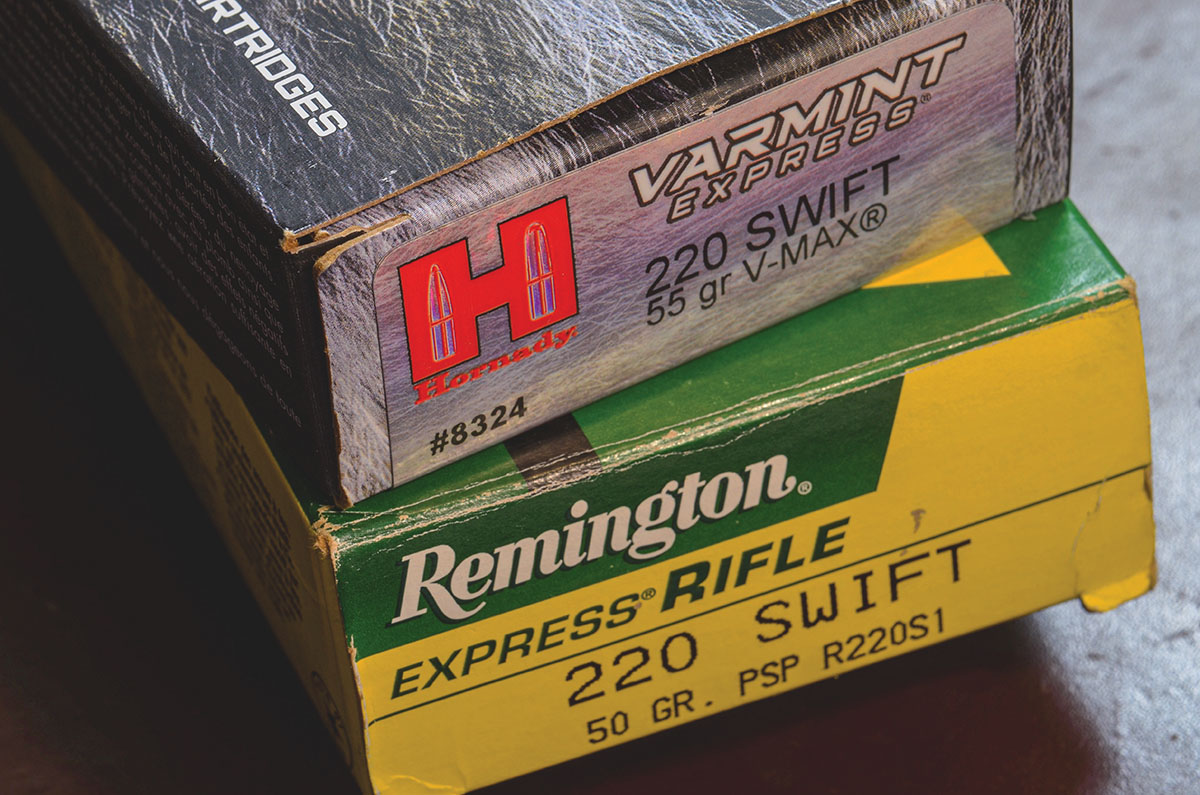 RTRIDGES
VARMINT
EXPRESS®
220 SWIFT
55 gr V-MAX®
H
Hornady
#8324
Remington®
EXPRESS® RIFLE
220 SWIFT
50 GR. PSP R220S1